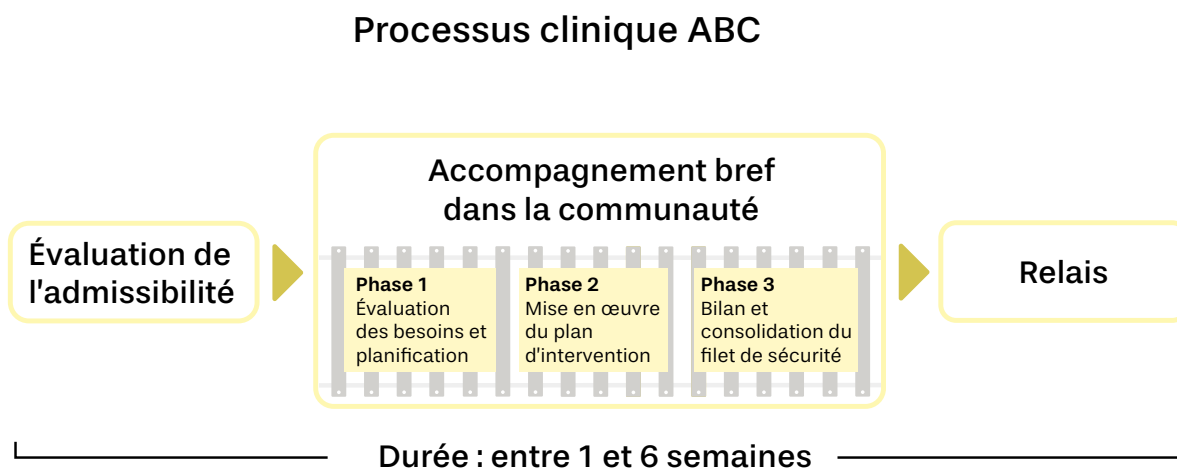 Processus clinique ABC
Accompagnement bref
dans la communauté
Évaluation de
l'admissibilité
Phase 1
Évaluation
des besoins et
planification
Phase 2
Mise en œuvre
du plan
d'intervention
Phase 3
Bilan et
consolidation du
filet de sécurité
Relais
Durée : entre 1 et 6 semaines